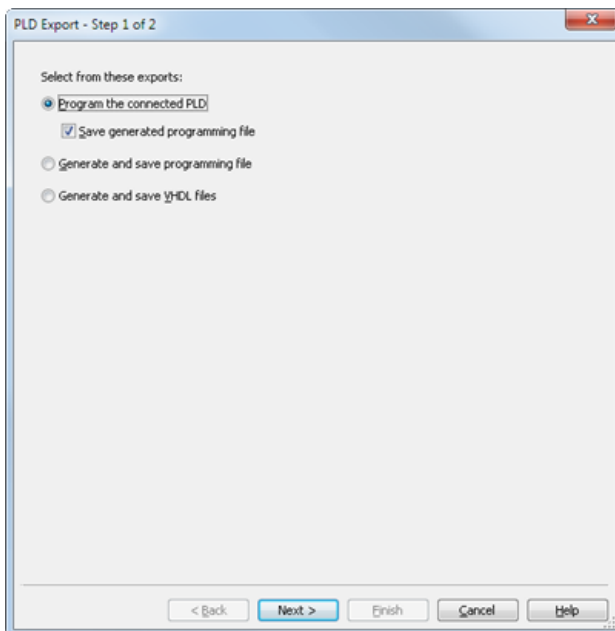 PLD Export - Step 1 of 2
Select from these exports:
Program the connected PLD
Save generated programming file
Generate and save programming file
Generate and save VHDL files
< Back
Next >
Finish
Cancel
Help